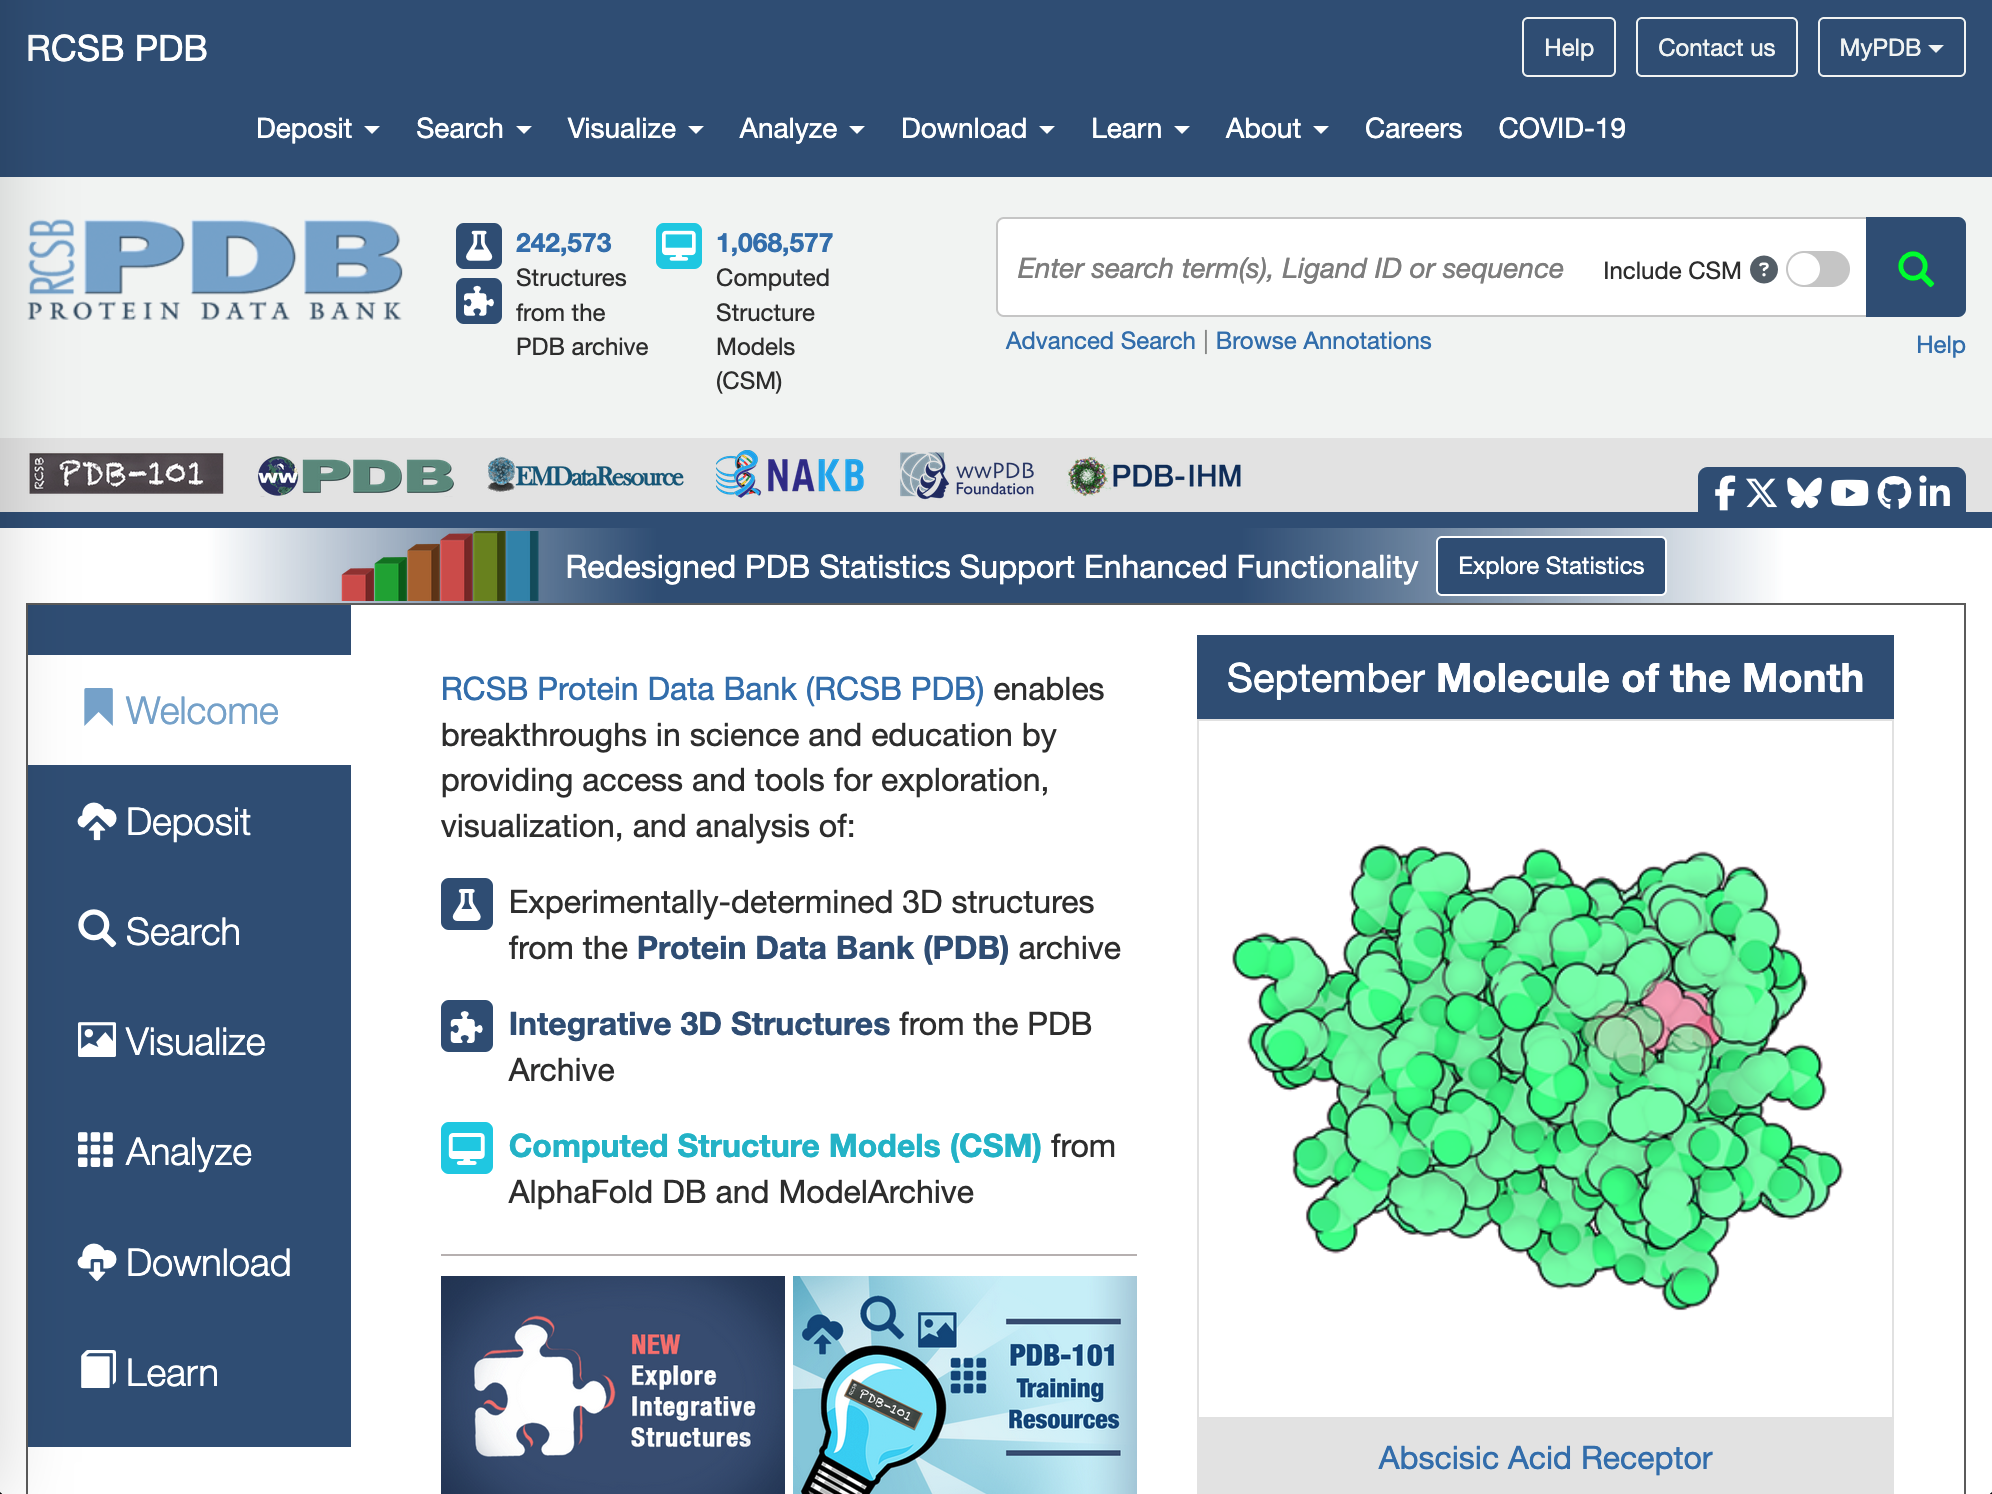 RCSB PDB
Help
Contact us
MyPDB
Deposit
Search
Visualize
Analyze
Download
Learn
About
Careers
COVID-19
RCSB
PDB
PROTEIN DATA BANK
242,573
Structures
from the
PDB archive
1,068,577
Computed
Structure
Models
(CSM)
Enter search term(s), Ligand ID or sequence
Include CSM
?
Advanced Search | Browse Annotations
Help
RCSB PDB-101
wwPDB
EMDataResource
NAKB
wwPDB
Foundation
PDB-IHM
Redesigned PDB Statistics Support Enhanced Functionality
Explore Statistics
Welcome
Deposit
Search
Visualize
Analyze
Download
Learn
RCSB Protein Data Bank (RCSB PDB) enables
breakthroughs in science and education by
providing access and tools for exploration,
visualization, and analysis of:
Experimentally-determined 3D structures
from the Protein Data Bank (PDB) archive
Integrative 3D Structures from the PDB
Archive
Computed Structure Models (CSM) from
AlphaFold DB and ModelArchive
NEW
Explore
Integrative
Structures
PDB-101
PDB-101
Training
Resources
September Molecule of the Month
Abscisic Acid Receptor